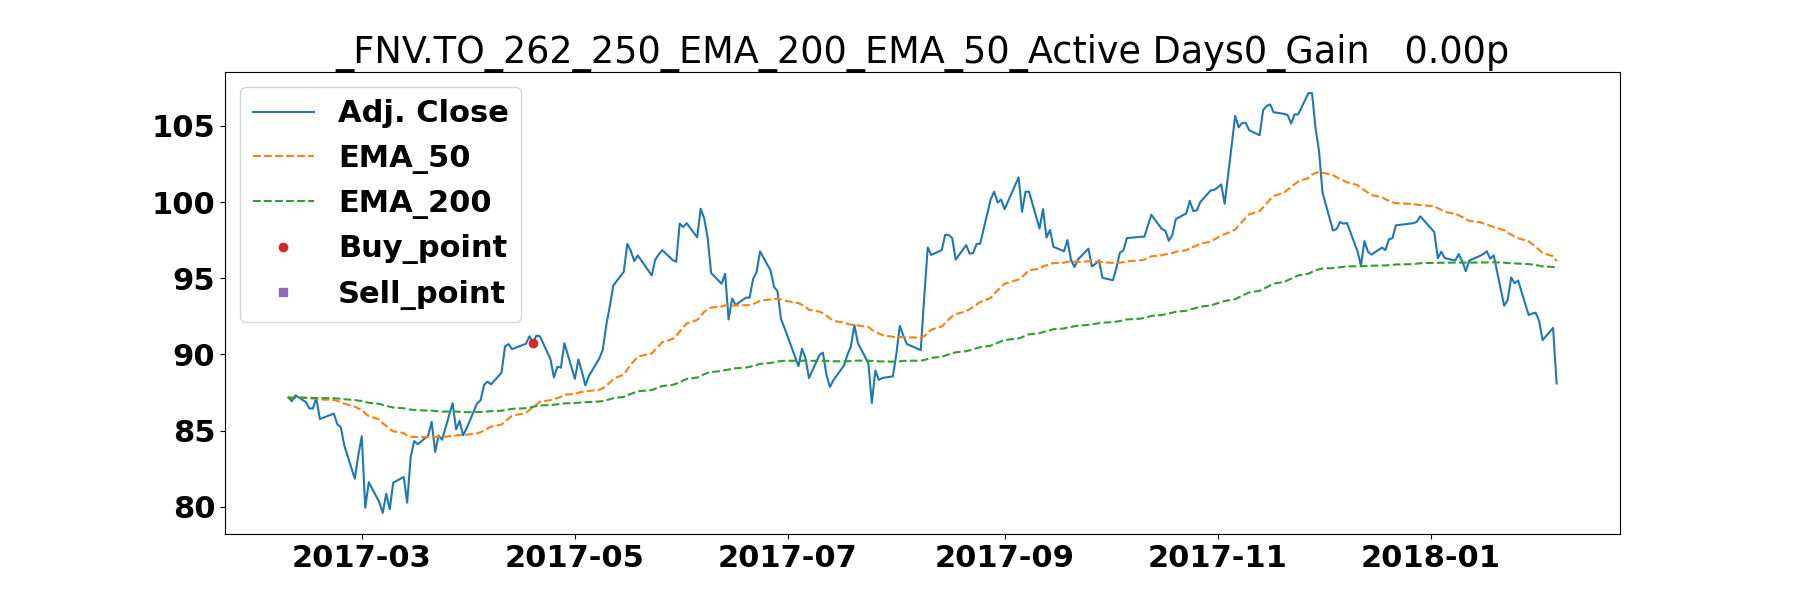 _FNV.TO_262_250_EMA_200_EMA_50_Active Days0_Gain   0.00p
Adj. Close
EMA_50
EMA_200
Buy_point
Sell_point
105
100
95
90
85
80
2017-03 2017-05 2017-07 2017-09 2017-11 2018-01